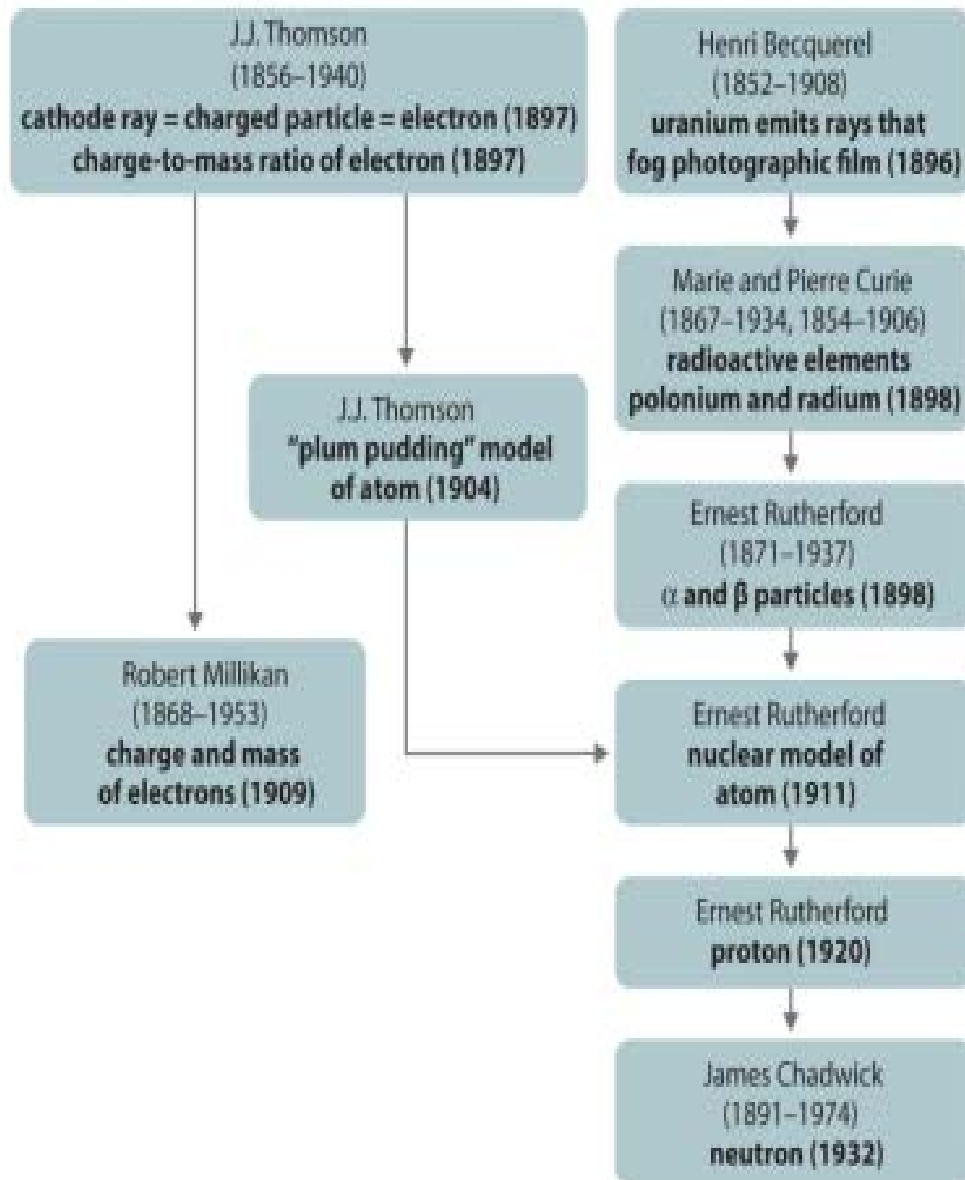 J.J. Thomson
(1856–1940)
cathode ray = charged particle = electron (1897)
charge-to-mass ratio of electron (1897)
Henri Becquerel
(1852–1908)
uranium emits rays that
fog photographic film (1896)
Marie and Pierre Curie
(1867–1934, 1854–1906)
radioactive elements
polonium and radium (1898)
J.J. Thomson
“plum pudding” model
of atom (1904)
Ernest Rutherford
(1871–1937)
α and β particles (1898)
Robert Millikan
(1868–1953)
charge and mass
of electrons (1909)
Ernest Rutherford
nuclear model of
atom (1911)
Ernest Rutherford
proton (1920)
James Chadwick
(1891–1974)
neutron (1932)